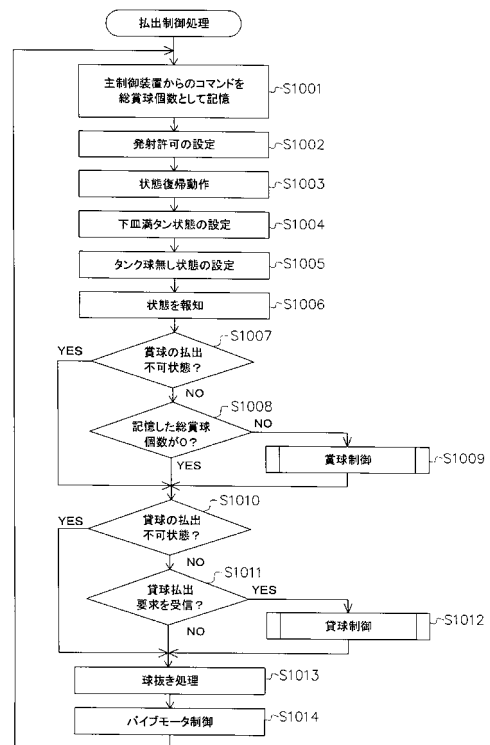 払出制御処理
主制御装置からのコマンドを
総賞球個数として記憶
S1001
発射許可の設定
S1002
状態復帰動作
S1003
下皿満タン状態の設定
S1004
タンク球無し状態の設定
S1005
状態を報知
S1006
S1007
YES
賞球の払出
不可状態?
NO
S1008
記憶した総賞球
個数が0?
NO
YES
賞球制御
S1009
S1010
YES
貸球の払出
不可状態?
NO
S1011
貸球払出
要求を受信?
YES
NO
貸球制御
S1012
球抜き処理
S1013
バイブモータ制御
S1014